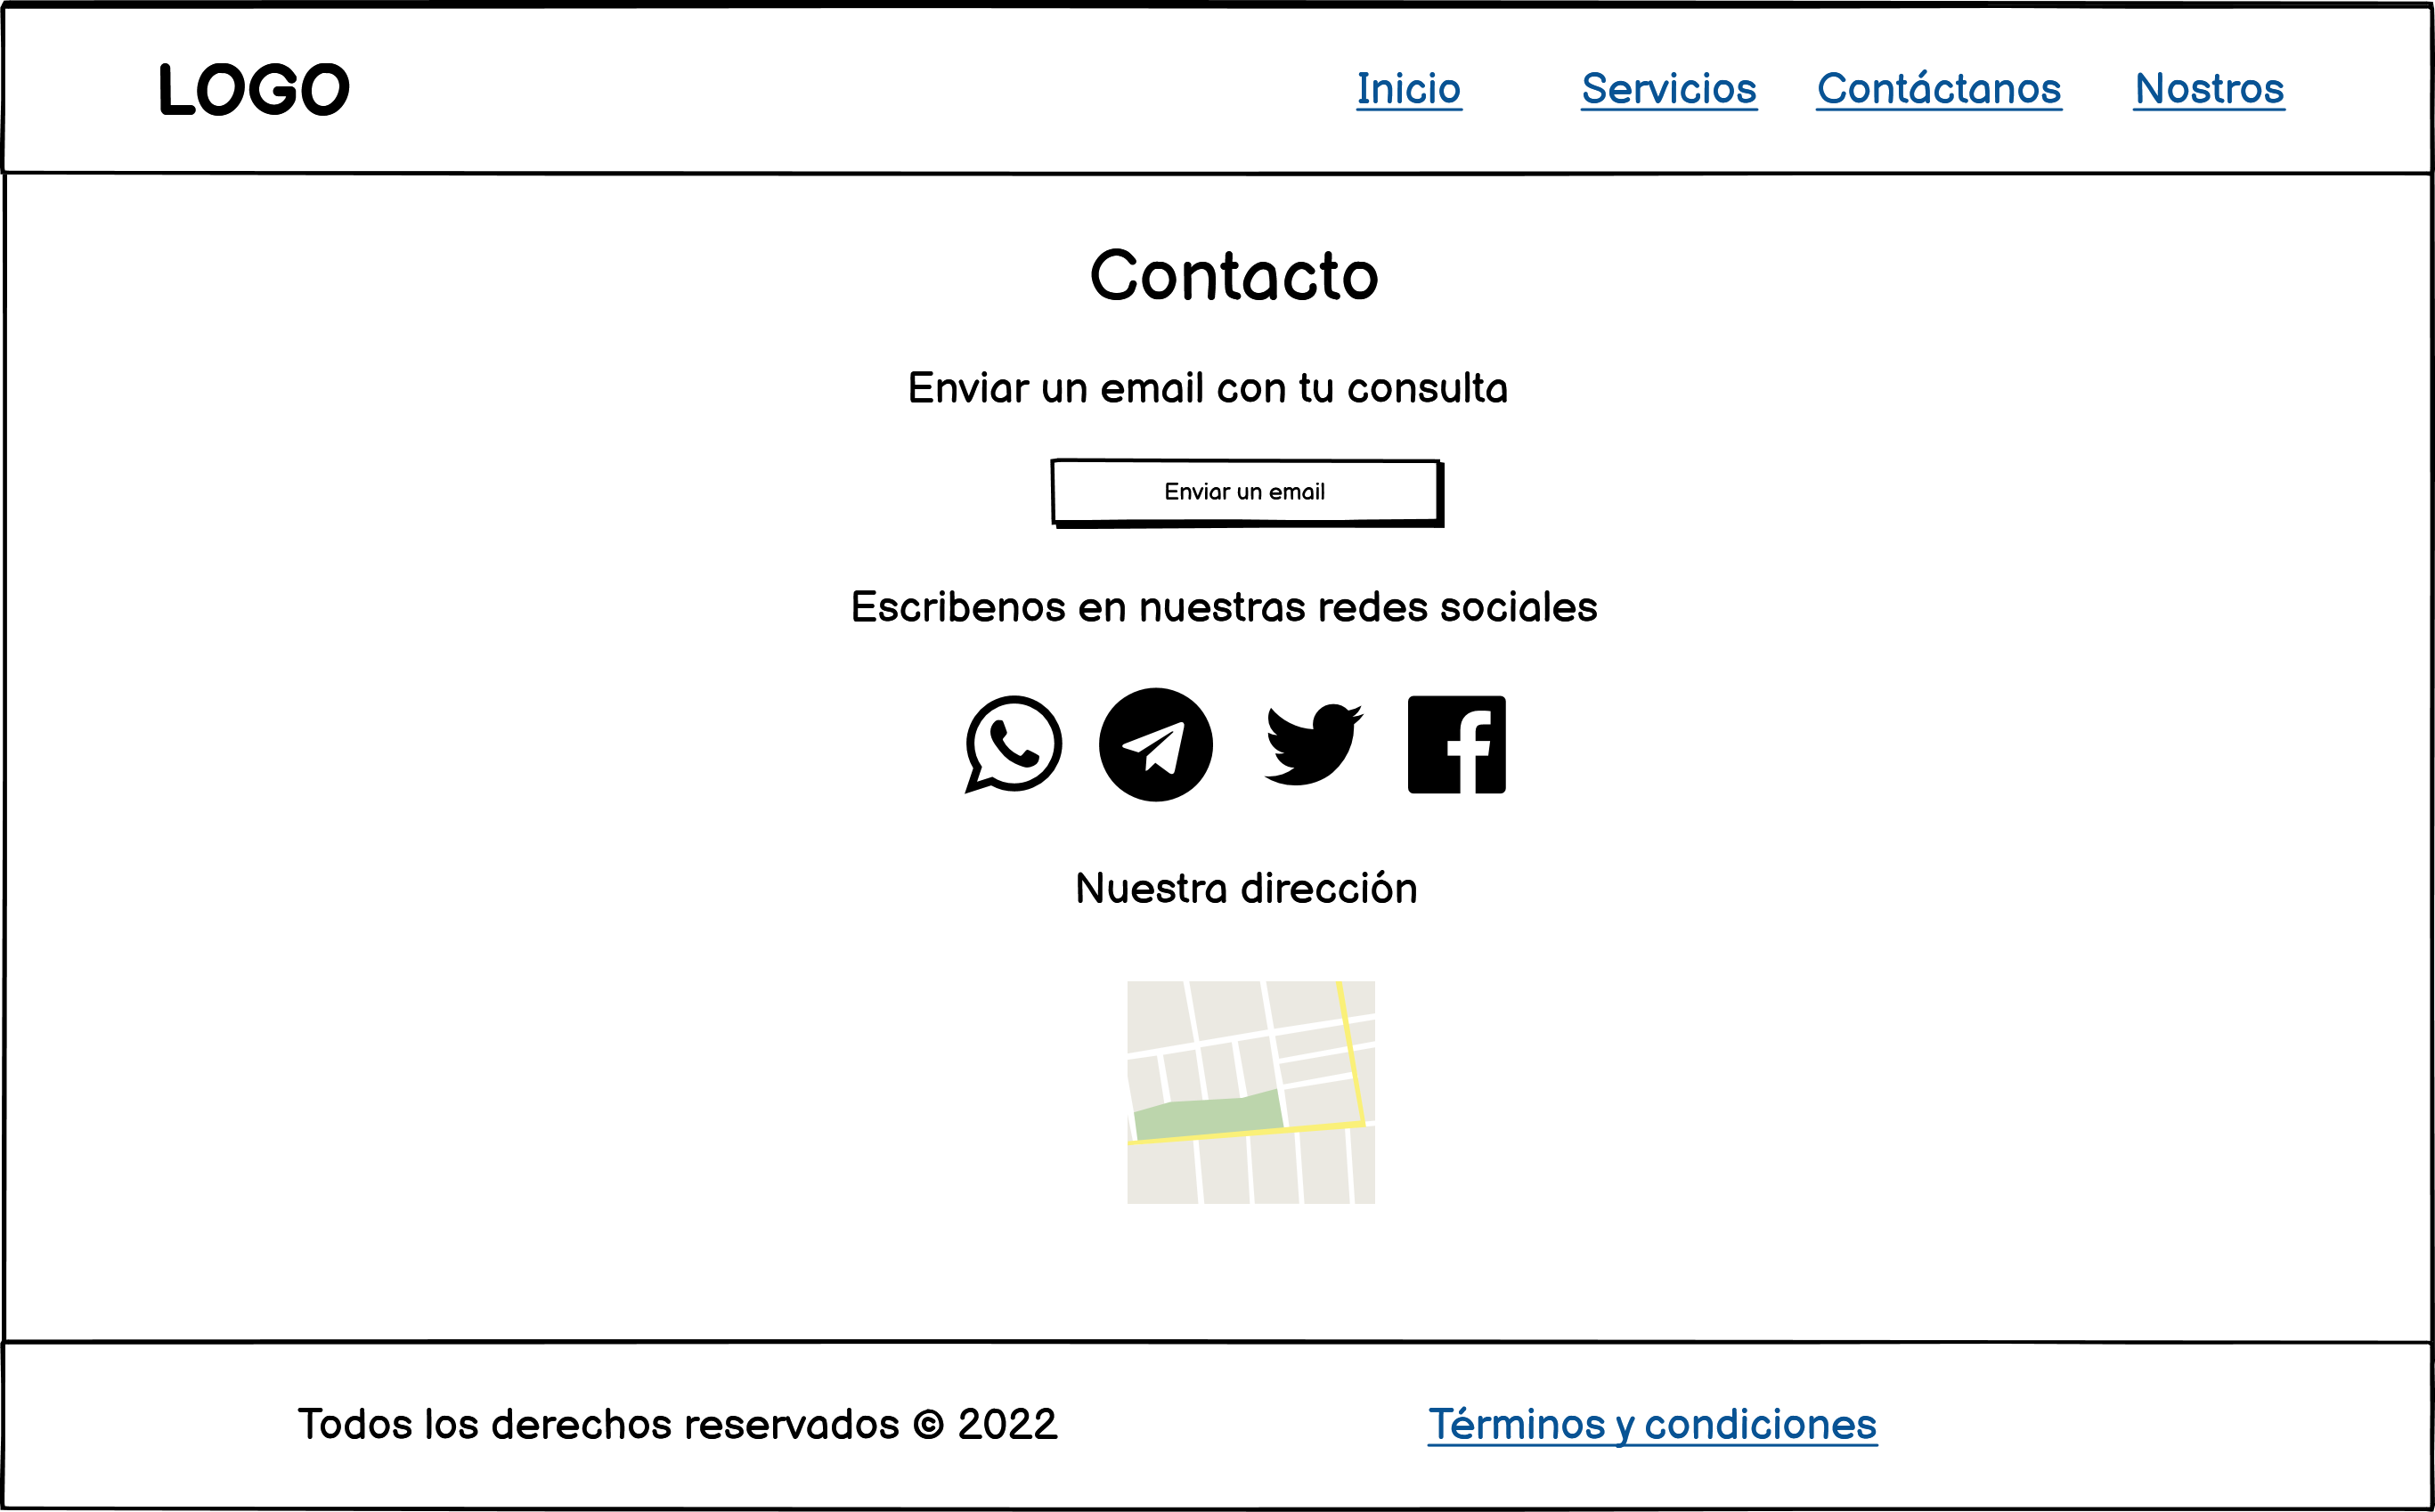 LOGO
Inicio Servicios Contáctanos Nostros
Contacto
Enviar un email con tu consulta
Enviar un email
Escribenos en nuestras redes sociales
Nuestra dirección
Todos los derechos reservados © 2022 Términos y condiciones